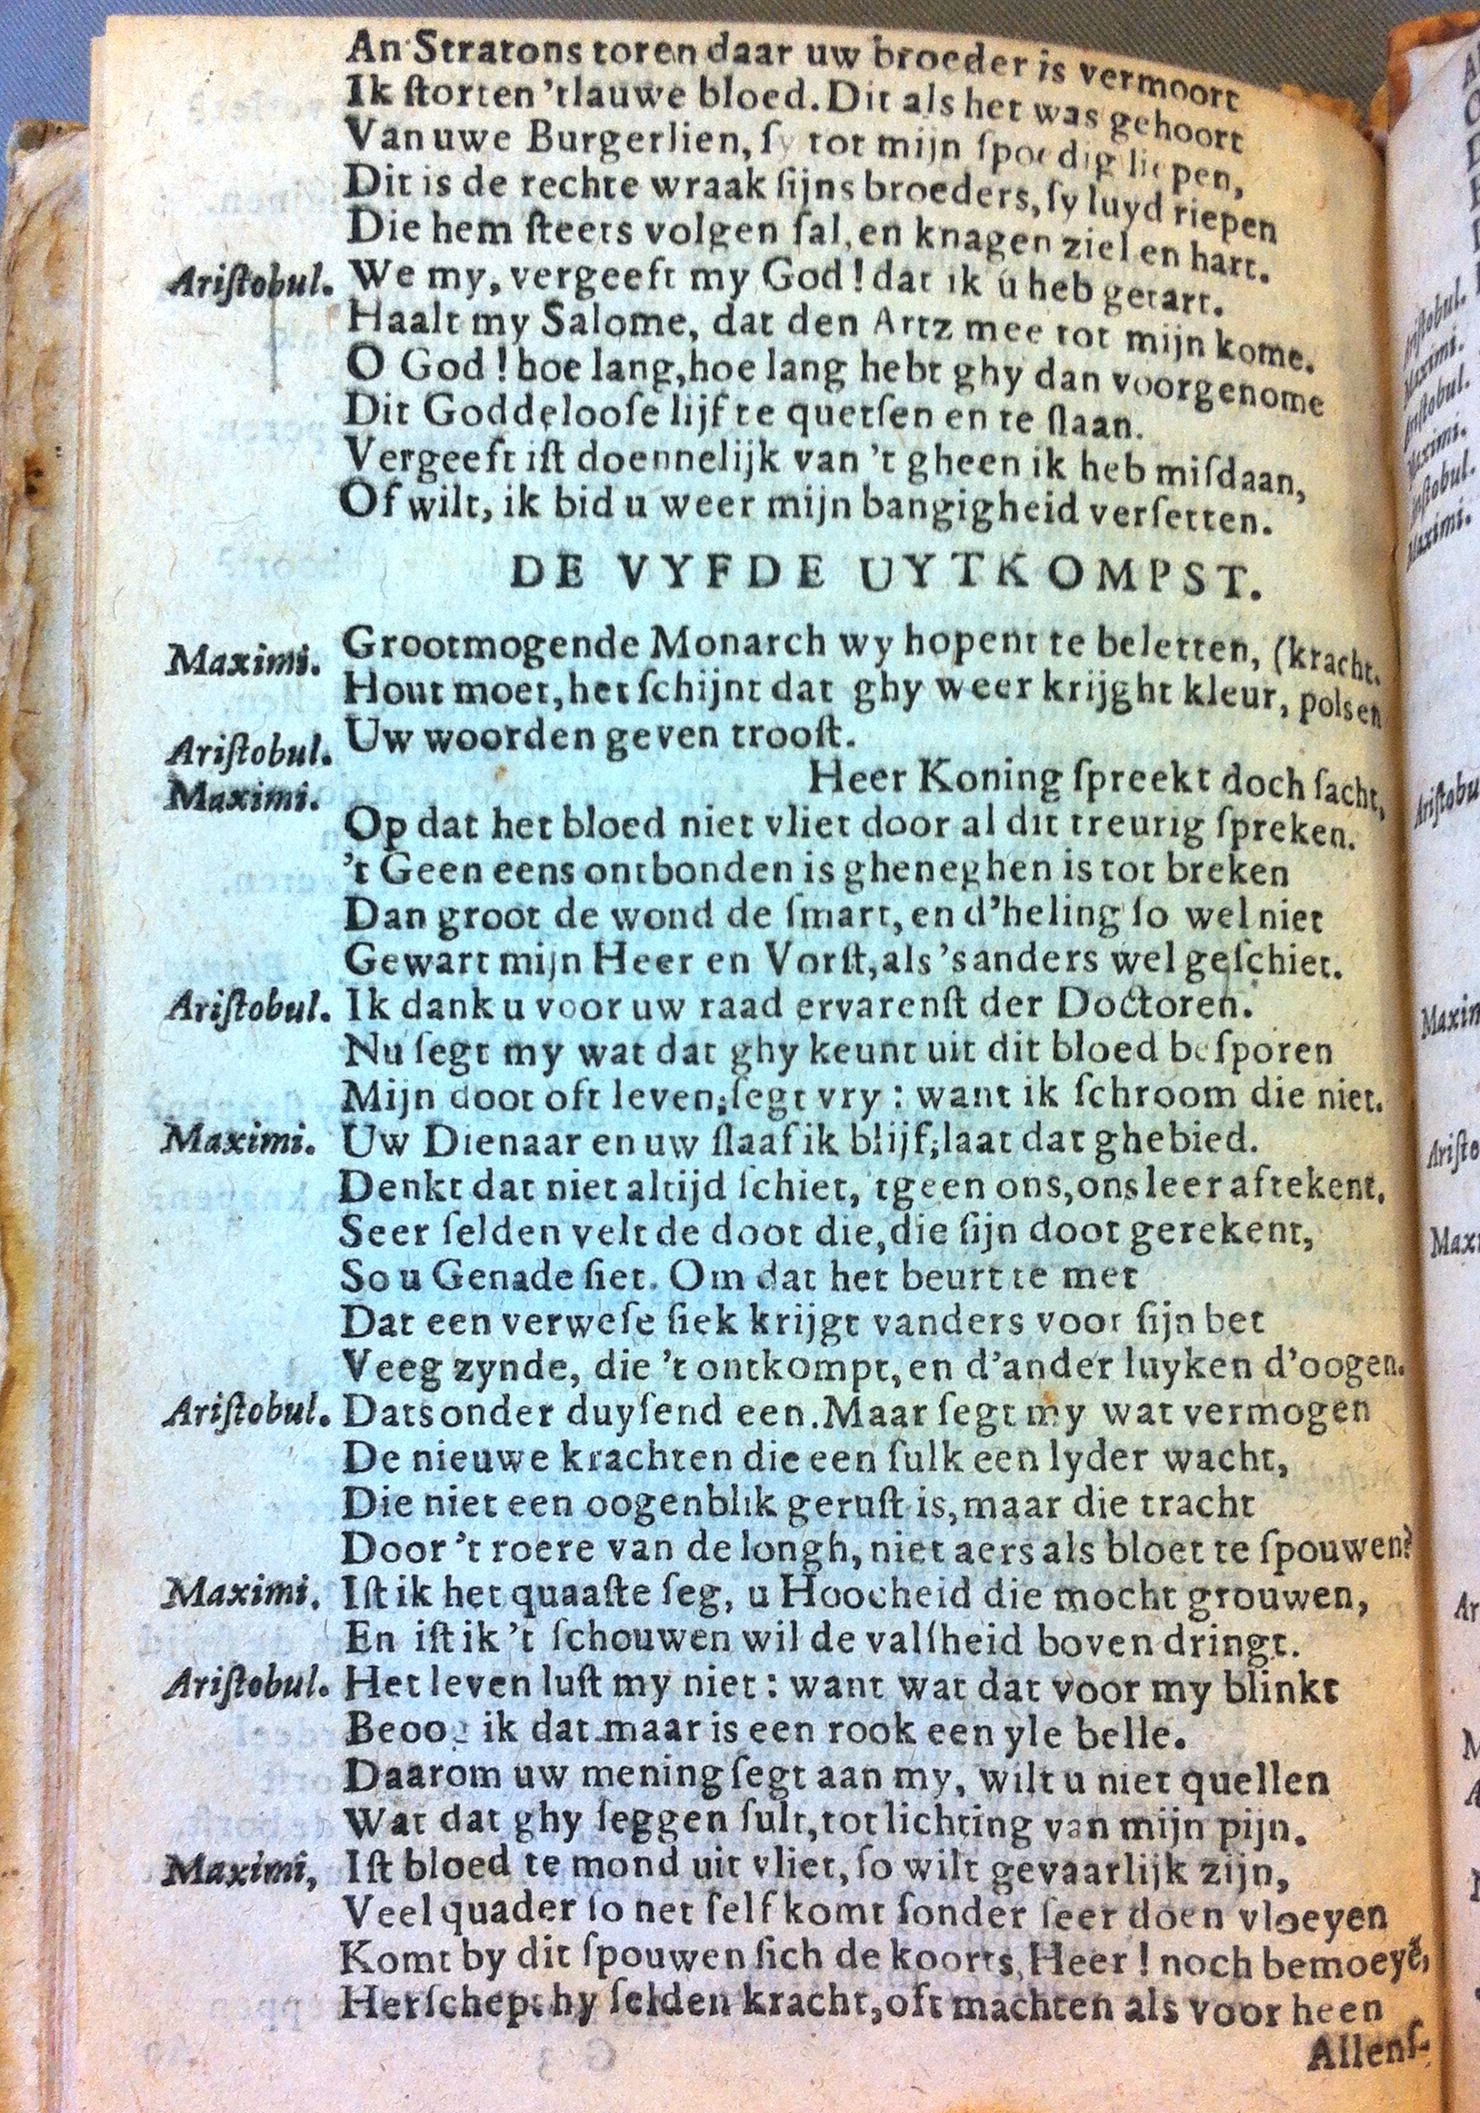 An Stratons toren daar uw broeder is vermoort
Ik ſtorten 'tlauwe bloed. Dit als het was gehoort
Van uwe Burgerlien, ſy tot mijn ſpoedig liepen,
Dit is de rechte wraak ſijns broeders, ſy luyd riepen
Die hem ſteets volgen ſal, en knagen ziel en hart.
Ariſtobul. We my, vergeeft my God! dat ik u heb getart.
Haalt my Salome, dat den Artz mee tot mijn kome.
O God! hoe lang, hoe lang hebt ghy dan voorgenome
Dit Goddelooſe lijf te quetſen en te ſlaan.
Vergeeft iſt doennelijk van 't gheen ik heb miſdaan,
Of wilt, ik bid u weer mijn bangigheid verſetten.
DE VYFDE UYTKOMPST.
Maximi. Grootmogende Monarch wy hopent te beletten, (kracht.
Hout moet, het ſchijnt dat ghy weer krijght kleur, pols en
Ariſtobul. Uw woorden geven trooſt.
Maximi. Heer Koning ſpreekt doch ſacht,
Op dat het bloed niet vliet door al dit treurig ſpreken.
't Geen eens ontbonden is gheneghen is tot breken
Dan groot de wond de ſmart, en d'heling ſo wel niet
Gewart mijn Heer en Vorſt, als 's anders wel geſchiet.
Ariſtobul. Ik dank u voor uw raad ervarenſt der Doctoren.
Nu ſegt my wat dat ghy keunt uit dit bloed beſporen
Mijn doot oft leven; ſegt vry : want ik ſchroom die niet.
Maximi. Uw Dienaar en uw ſlaaf ik blijf; laat dat ghebied.
Denkt dat niet altijd ſchiet, tgeen ons, ons leer aftekent,
Seer ſelden velt de doot die, die ſijn doot gerekent,
So u Genade ſiet. Om dat het beurt te met
Dat een verweſe ſiek krijgt vanders voor ſijn bet
Veeg zynde, die 't ontkompt, en d'ander luyken d'oogen.
Ariſtobul. Datsonder duyſend een. Maar ſegt my wat vermogen
De nieuwe krachten die een ſulk een lyder wacht,
Die niet een oogenblik geruſt is, maar die tracht
Door 't roere van de longh, niet aers als bloet te ſpouwen?
Maximi. Iſt ik het quaaſte ſeg, u Hoocheid die mocht grouwen,
En iſt ik 't ſchouwen wil de valſheid boven dringt.
Ariſtobul. Het leven luſt my niet : want wat dat voor my blinkt
Beoog ik dat maar is een rook een yle belle.
Daarom uw mening ſegt aan my, wilt u niet quellen
Wat dat ghy ſeggen ſult, tot lichting van mijn pijn.
Maximi, Iſt bloed te mond uit vliet, ſo wilt gevaarlijk zijn,
Veel quader ſo het ſelf komt ſonder ſeer doen vloeyen
Komt by dit ſpouwen ſich de koorts, Heer! noch bemoeyẽ,
Herſchept hy ſelden kracht, oft machten als voor heen
Allenſ-